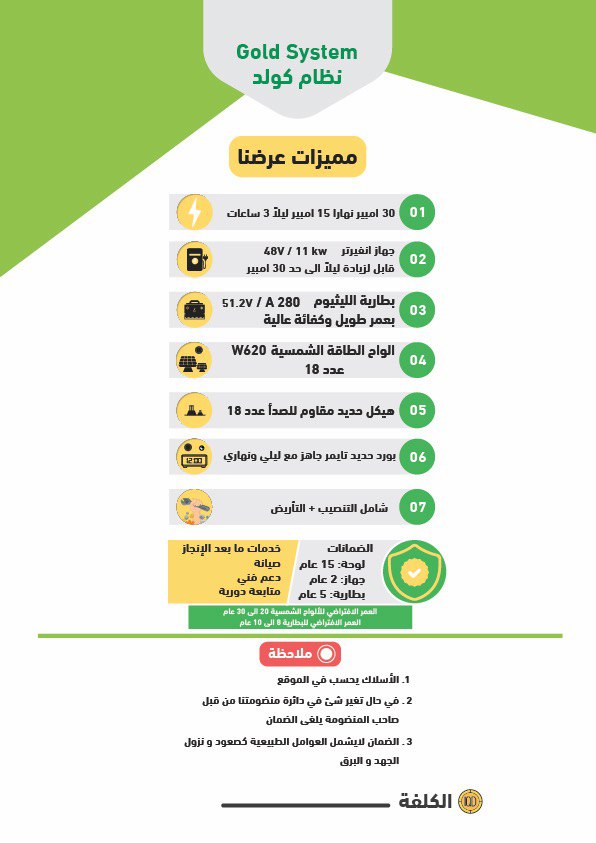 Gold System
نظام كولد
مميزات عرضنا
01 30 امبير نهارا 15 امبير ليلاً 3 ساعات
02 جهاز انفيرتر 48V / 11 kw
قابل لزيادة ليلاً الى حد 30 امبير
03 بطارية الليثيوم 51.2V / A 280
بعمر طويل وكفائة عالية
04 الواح الطاقة الشمسية W620
عدد 18
05 هيكل حديد مقاوم للصدأ عدد 18
06 بورد حديد تايمر جاهز مع ليلي ونهاري
12:00
07 شامل التنصيب + التأريض
الضمانات
لوحة: 15 عام
جهاز: 2 عام
بطارية: 5 عام
خدمات ما بعد الإنجاز
صيانة
دعم فني
متابعة دورية
العمر الافتراضي للألواح الشمسية 20 الى 30 عام
العمر الافتراضي للبطارية 8 الى 10 عام
ملاحظة
1. الأسلاك يحسب في الموقع
2. في حال تغير شئ في دائرة منضومتنا من قبل
صاحب المنضومة يلغى الضمان
3. الضمان لايشمل العوامل الطبيعية كصعود و نزول
الجهد و البرق
IQD الكلفة